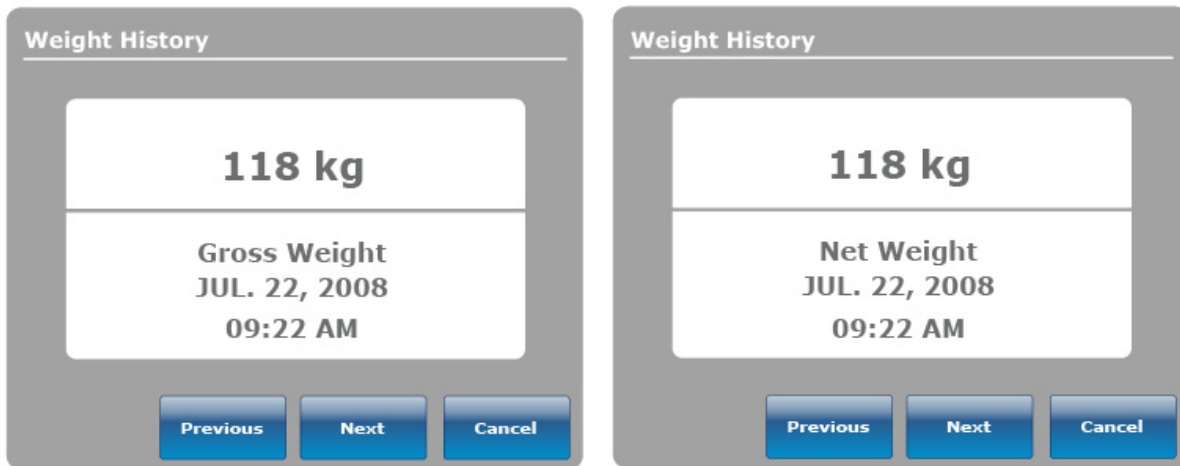 Weight History
118 kg
Gross Weight
JUL. 22, 2008
09:22 AM
Previous
Next
Cancel
Weight History
118 kg
Net Weight
JUL. 22, 2008
09:22 AM
Previous
Next
Cancel